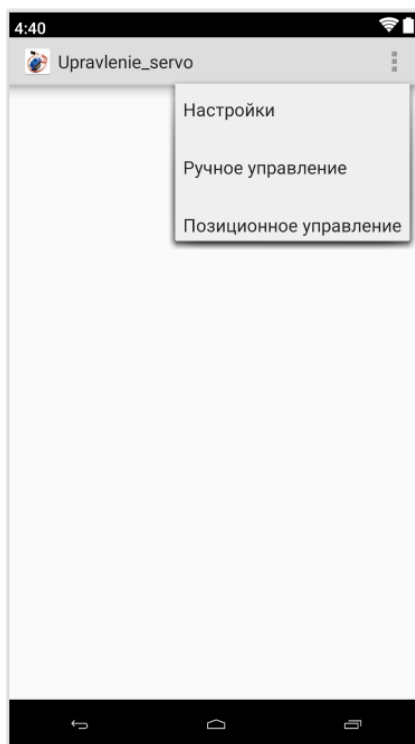 4:40
Upravlenie_servo
Настройки
Ручное управление
Позиционное управление